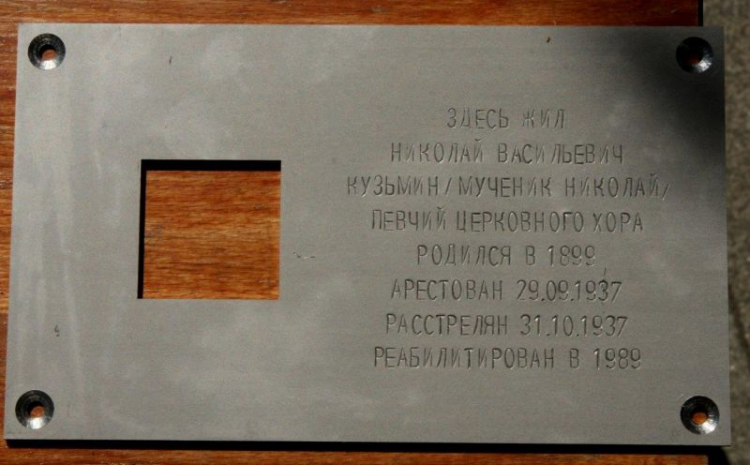 ЗДЕСЬ ЖИЛ
НИКОЛАЙ ВАСИЛЬЕВИЧ
КУЗЬМИН/МУЧЕНИК НИКОЛАЙ/
ПЕВЧИЙ ЦЕРКОВНОГО ХОРА
РОДИЛСЯ В 1899
АРЕСТОВАН 29.09.1937
РАССТРЕЛЯН 31.10.1937
РЕАБИЛИТИРОВАН В 1989